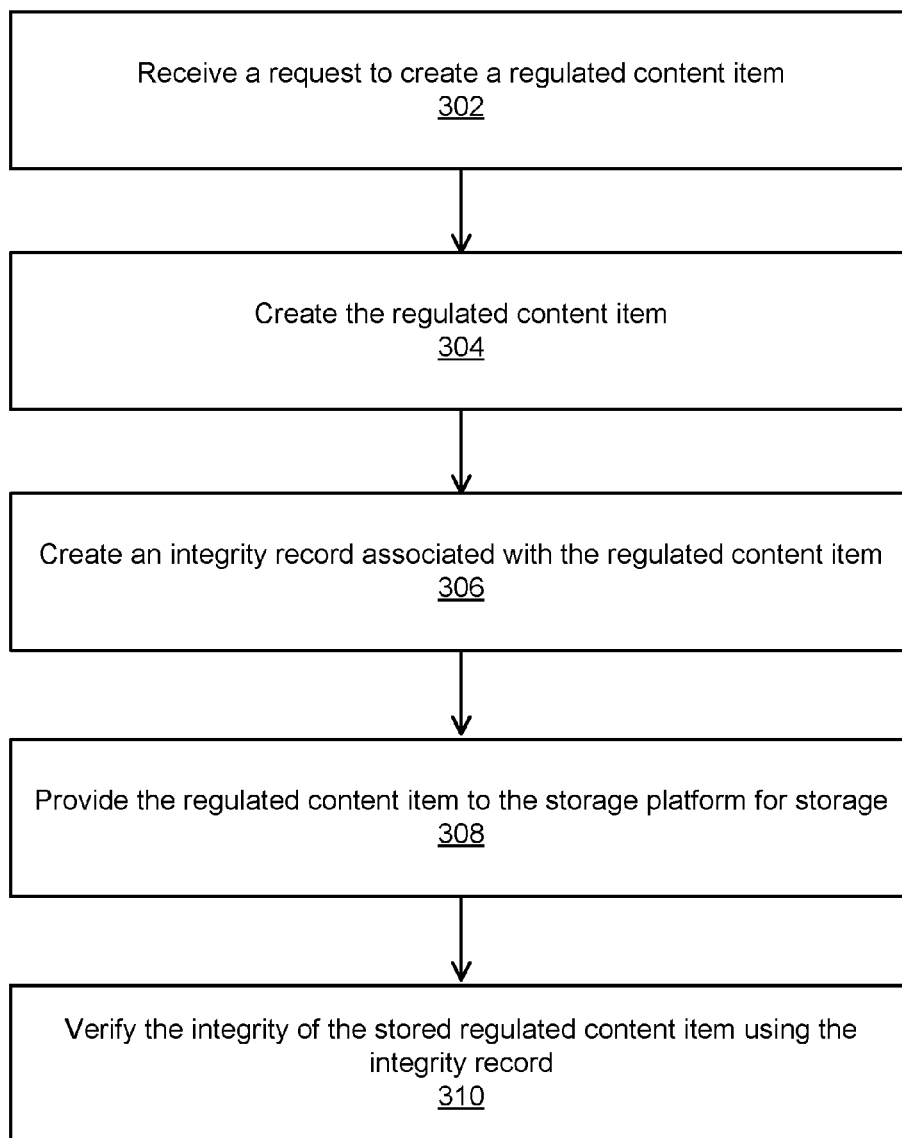 Receive a request to create a regulated content item
302
Create the regulated content item
304
Create an integrity record associated with the regulated content item
306
Provide the regulated content item to the storage platform for storage
308
Verify the integrity of the stored regulated content item using the
integrity record
310